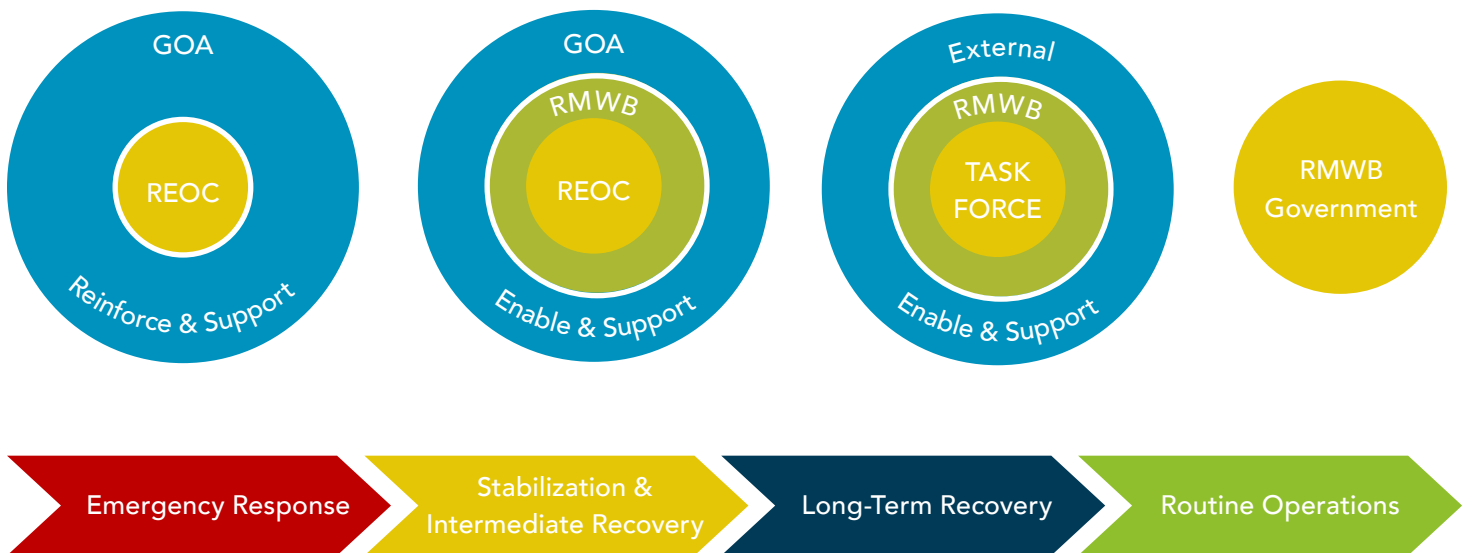 GOA
REOC
Reinforce & Support
GOA
RMWB
REOC
Enable & Support
External
RMWB
TASK
FORCE
Enable & Support
RMWB
Government
Emergency Response
Stabilization &
Intermediate Recovery
Long-Term Recovery
Routine Operations